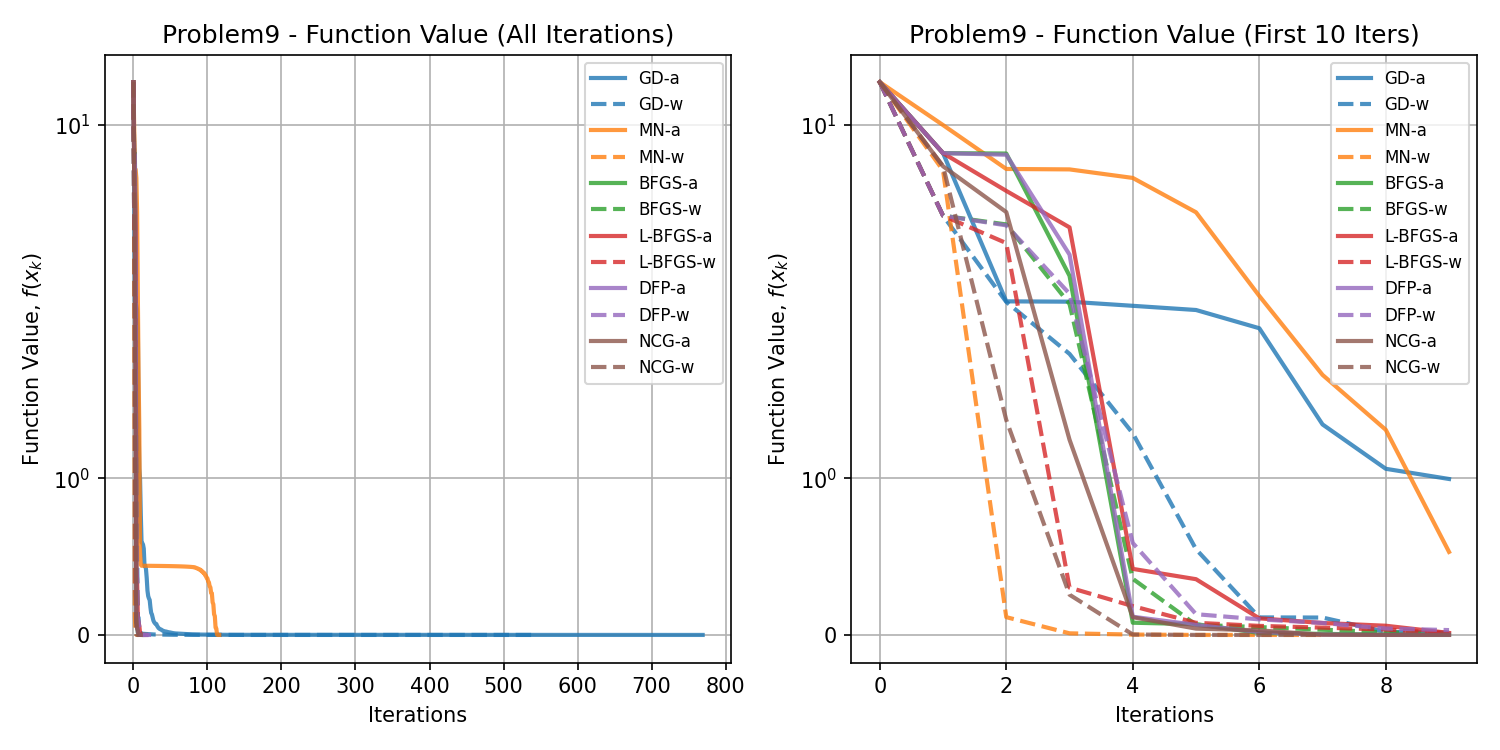 Problem9 - Function Value (All Iterations)
Function Value, f(x_k)
10^1
10^0
0
0 100 200 300 400 500 600 700 800
Iterations
GD-a
GD-w
MN-a
MN-w
BFGS-a
BFGS-w
L-BFGS-a
L-BFGS-w
DFP-a
DFP-w
NCG-a
NCG-w
Problem9 - Function Value (First 10 Iters)
Function Value, f(x_k)
10^1
10^0
0
0 2 4 6 8
Iterations
GD-a
GD-w
MN-a
MN-w
BFGS-a
BFGS-w
L-BFGS-a
L-BFGS-w
DFP-a
DFP-w
NCG-a
NCG-w